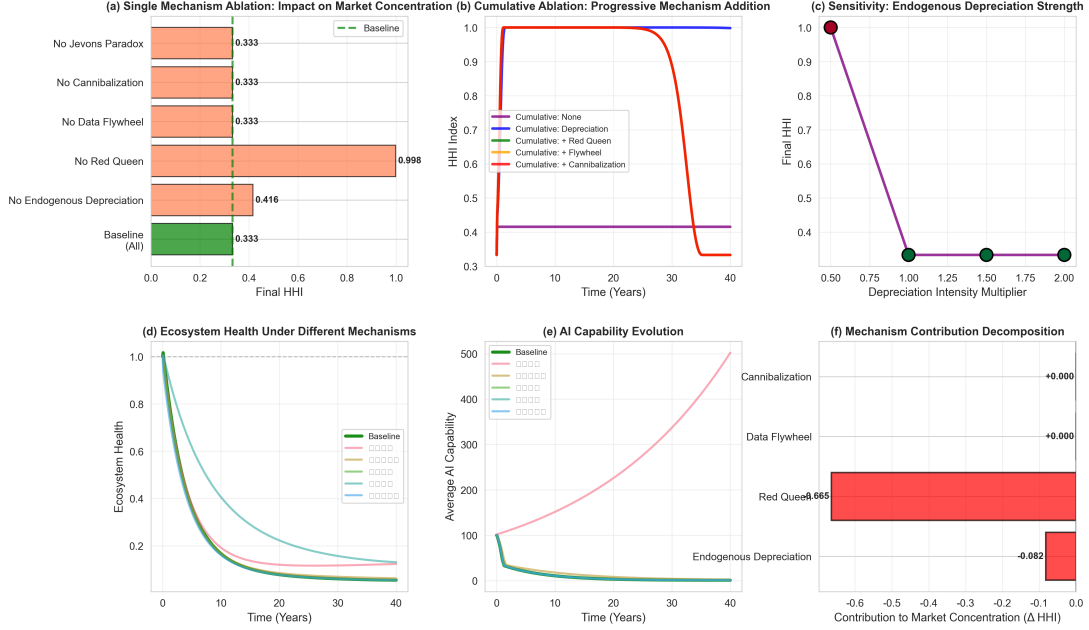 (a) Single Mechanism Ablation: Impact on Market Concentration
Baseline
No Jevons Paradox
0.333
No Cannibalization
0.333
No Data Flywheel
0.333
No Red Queen
0.998
No Endogenous Depreciation
0.416
Baseline
(All)
0.333
0.0 0.2 0.4 0.6 0.8 1.0
Final HHI
(b) Cumulative Ablation: Progressive Mechanism Addition
HHI Index
1.0
0.9
0.8
0.7
0.6
0.5
0.4
0.3
Cumulative: None
Cumulative: Depreciation
Cumulative: + Red Queen
Cumulative: + Flywheel
Cumulative: + Cannibalization
0 10 20 30 40
Time (Years)
(c) Sensitivity: Endogenous Depreciation Strength
Final HHI
1.0
0.9
0.8
0.7
0.6
0.5
0.4
0.50 0.75 1.00 1.25 1.50 1.75 2.00
Depreciation Intensity Multiplier
(d) Ecosystem Health Under Different Mechanisms
Ecosystem Health
1.0
0.8
0.6
0.4
0.2
Baseline
0 10 20 30 40
Time (Years)
(e) AI Capability Evolution
Average AI Capability
500
400
300
200
100
0
Baseline
0 10 20 30 40
Time (Years)
(f) Mechanism Contribution Decomposition
Cannibalization
+0.000
Data Flywheel
+0.000
Red Queen
-0.665
Endogenous Depreciation
-0.082
-0.6 -0.5 -0.4 -0.3 -0.2 -0.1 0.0
Contribution to Market Concentration (Δ HHI)